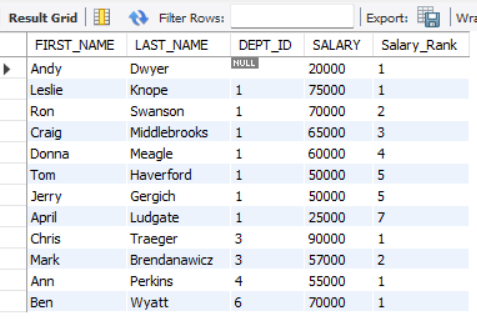 Result Grid Filter Rows: Export: Wra
FIRST_NAME LAST_NAME DEPT_ID SALARY Salary_Rank
Andy Dwyer NULL 20000 1
Leslie Knope 1 75000 1
Ron Swanson 1 70000 2
Craig Middlebrooks 1 65000 3
Donna Meagle 1 60000 4
Tom Haverford 1 50000 5
Jerry Gergich 1 50000 5
April Ludgate 1 25000 7
Chris Traeger 3 90000 1
Mark Brendanawicz 3 57000 2
Ann Perkins 4 55000 1
Ben Wyatt 6 70000 1